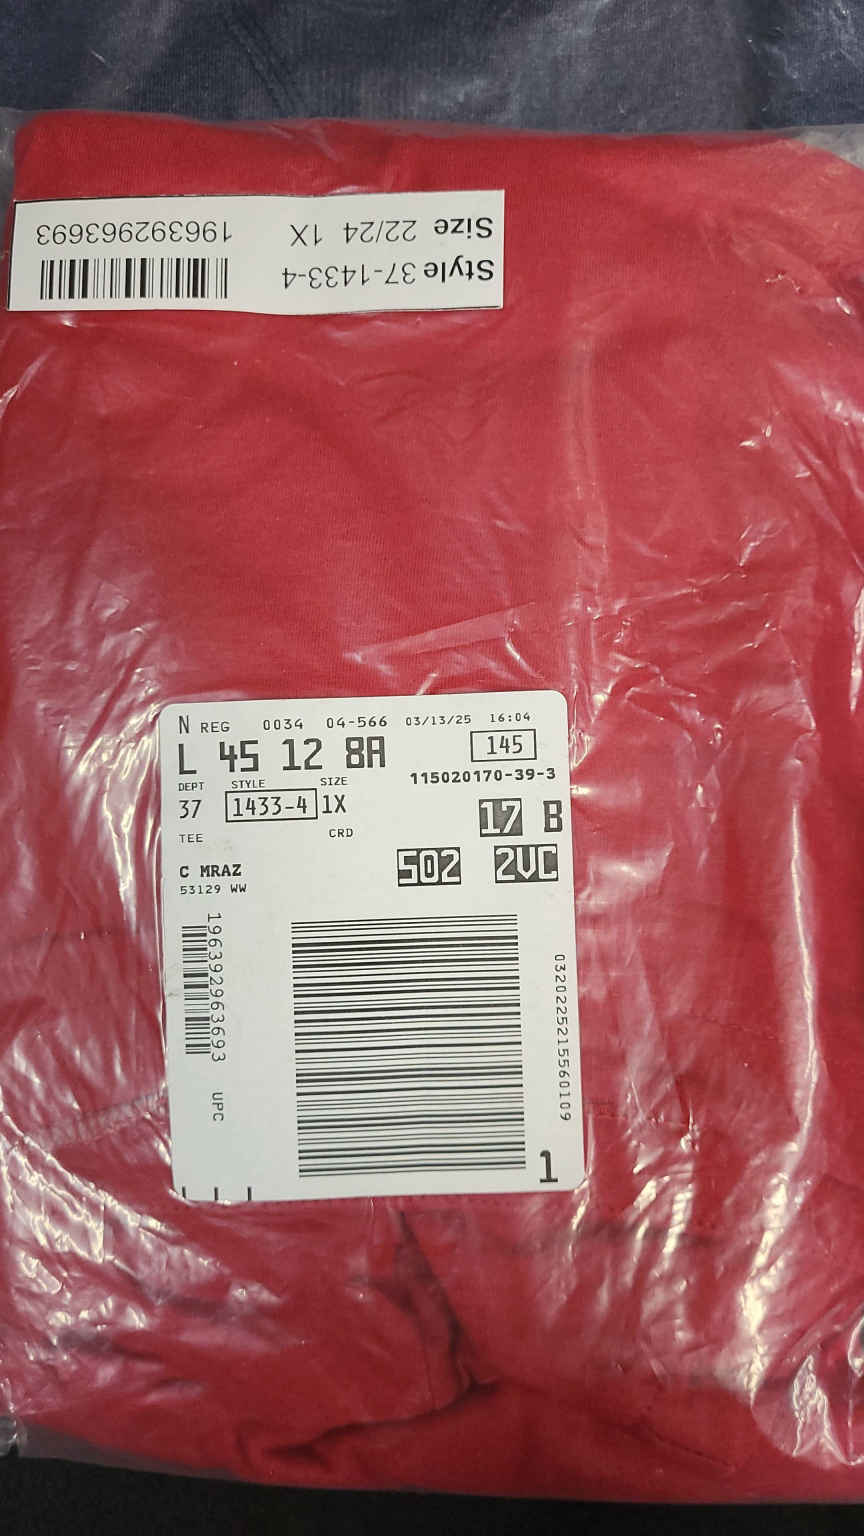 Style 37-1433-4
Size 22/24 1X
196392963693
N REG 0034 04-566 03/13/25 16:04
L 45 12 8A 145
DEPT STYLE SIZE 115020170-39-3
37 1433-4 1X
17 B
TEE CRD
502 2VC
C MRAZ
53129 WW
196392963693 UPC
0320225215560109
1